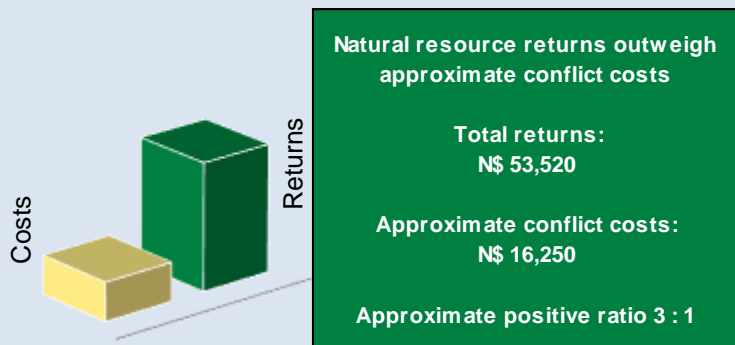 Costs
Returns
Natural resource returns outweigh
approximate conflict costs
Total returns:
N$ 53,520
Approximate conflict costs:
N$ 16,250
Approximate positive ratio 3 : 1